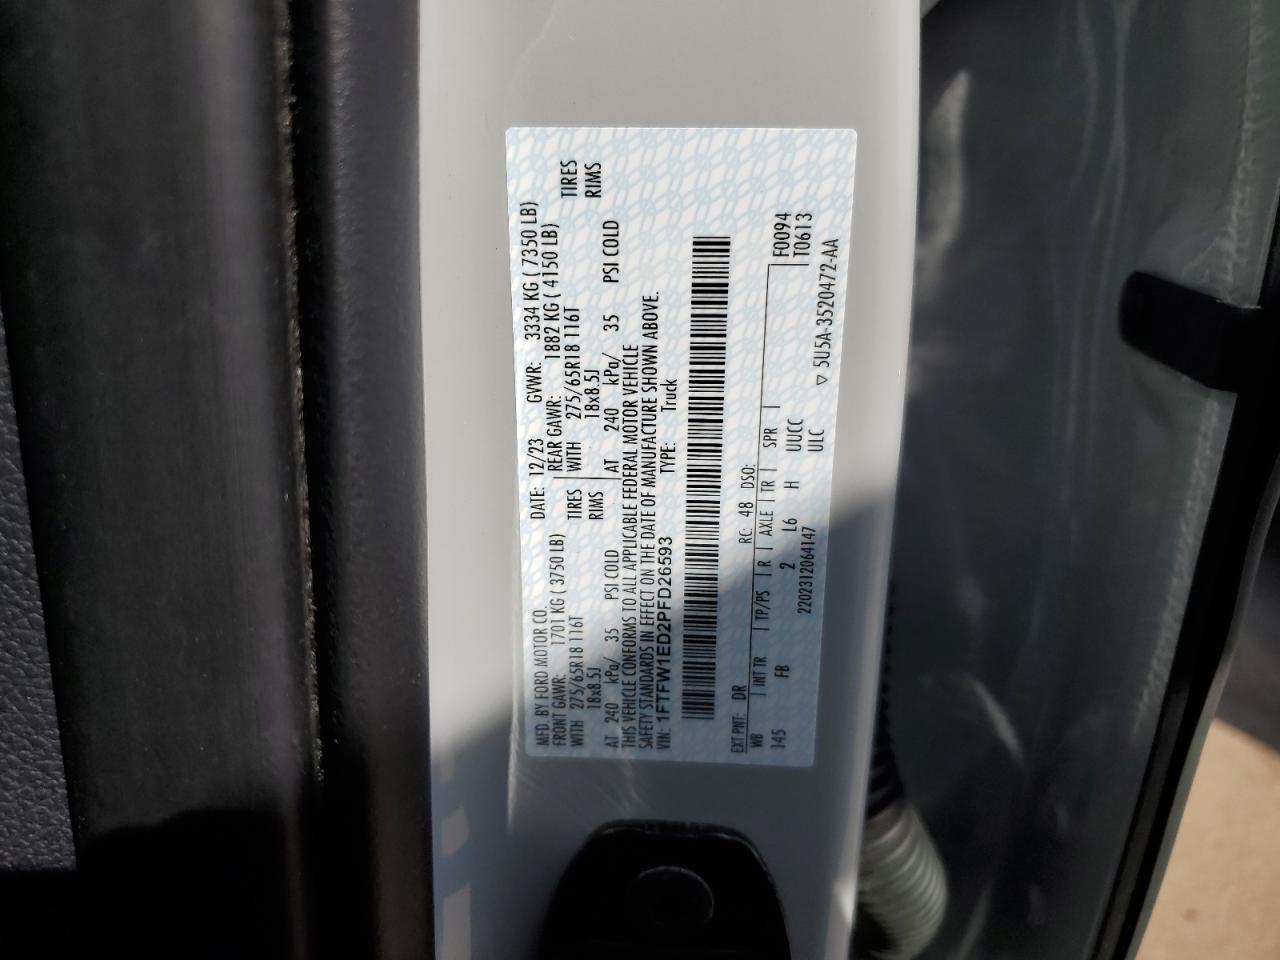 MFD. BY FORD MOTOR CO.
DATE: 12/23 GVWR: 3334 KG ( 7350 LB)
FRONT GAWR: 1701 KG ( 3750 LB) REAR GAWR: 1882 KG ( 4150 LB)
WITH 275/65R18 116T TIRES WITH 275/65R18 116T TIRES
18x8.5J RIMS 18x8.5J RIMS
AT 240 kPa/ 35 PSI COLD AT 240 kPa/ 35 PSI COLD
THIS VEHICLE CONFORMS TO ALL APPLICABLE FEDERAL MOTOR VEHICLE
SAFETY STANDARDS IN EFFECT ON THE DATE OF MANUFACTURE SHOWN ABOVE.
VIN: 1FTFW1ED2PFD26593 TYPE: Truck
EXT PNT: DR RC: 48 DSO:
WB | INT TR | TP/PS | R | AXLE | TR | SPR | F0094
145 FB 2 L6 H UUCC T0613
2202312064147 ULC
▽ 5U5A-3520472-AA